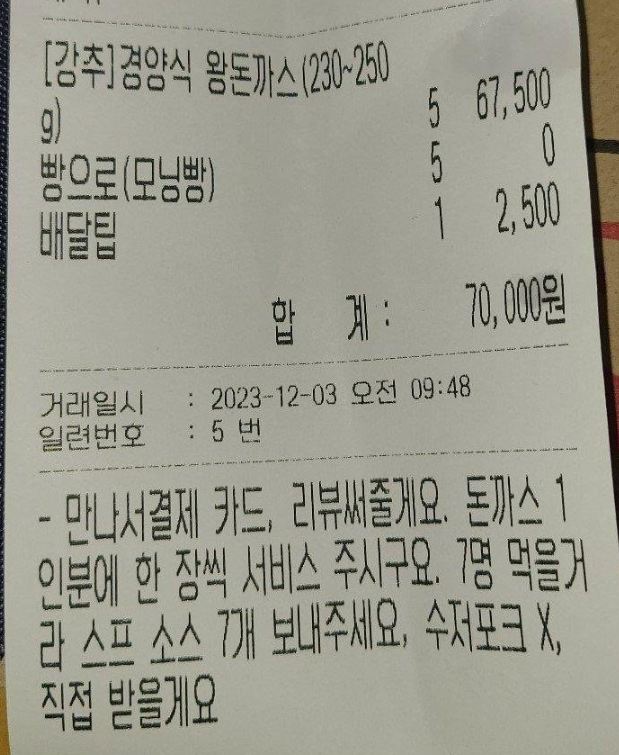 [강추]경양식 왕돈까스(230~250
g) 5 67,500
빵으로(모닝빵) 5 0
배달팁 1 2,500
합 계 : 70,000원
거래일시 : 2023-12-03 오전 09:48
일련번호 : 5 번
- 만나서결제 카드, 리뷰써줄게요. 돈까스 1
인분에 한 장씩 서비스 주시구요. 7명 먹을거
라 스프 소스 7개 보내주세요, 수저포크 X,
직접 받을게요